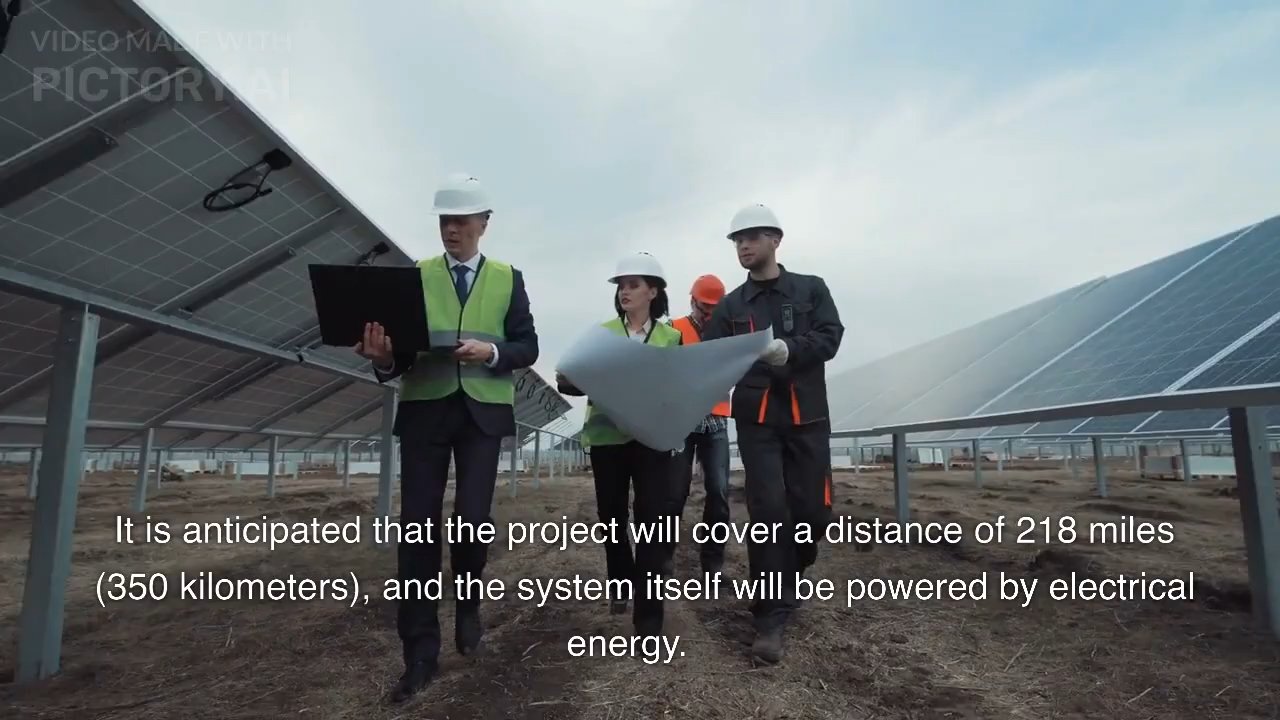 VIDEO MADE WITH
PICTORY.AI
It is anticipated that the project will cover a distance of 218 miles
(350 kilometers), and the system itself will be powered by electrical
energy.